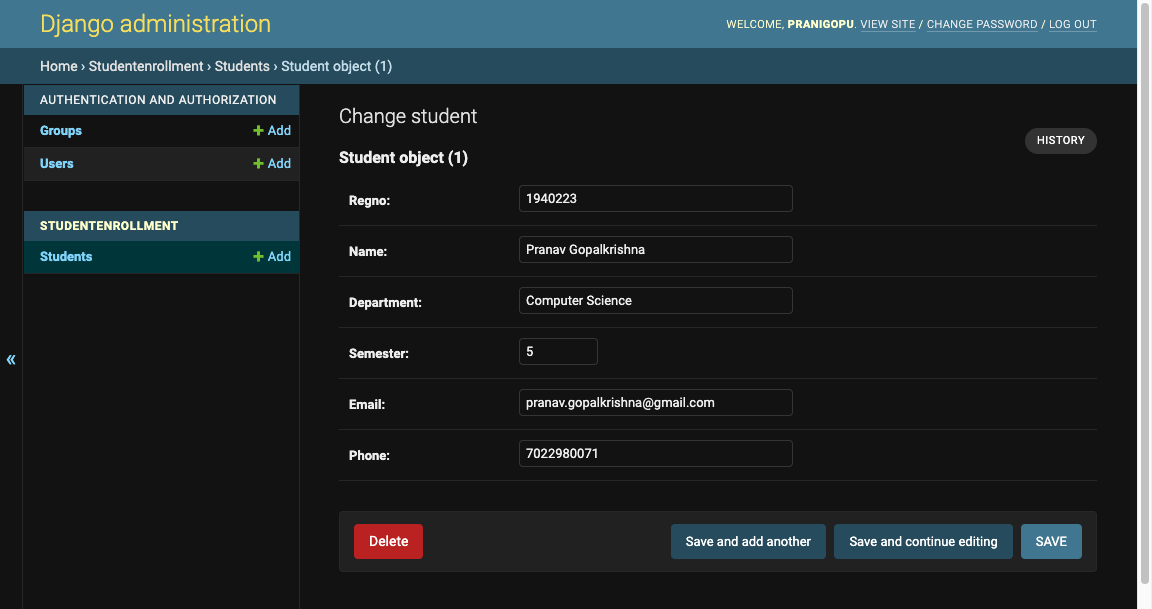 Django administration
WELCOME, PRANIGOPU. VIEW SITE / CHANGE PASSWORD / LOG OUT
Home › Studentenrollment › Students › Student object (1)
AUTHENTICATION AND AUTHORIZATION
Groups + Add
Users + Add
STUDENTENROLLMENT
Students + Add
«
Change student
HISTORY
Student object (1)
Regno: 1940223
Name: Pranav Gopalkrishna
Department: Computer Science
Semester: 5
Email: pranav.gopalkrishna@gmail.com
Phone: 7022980071
Delete Save and add another Save and continue editing SAVE